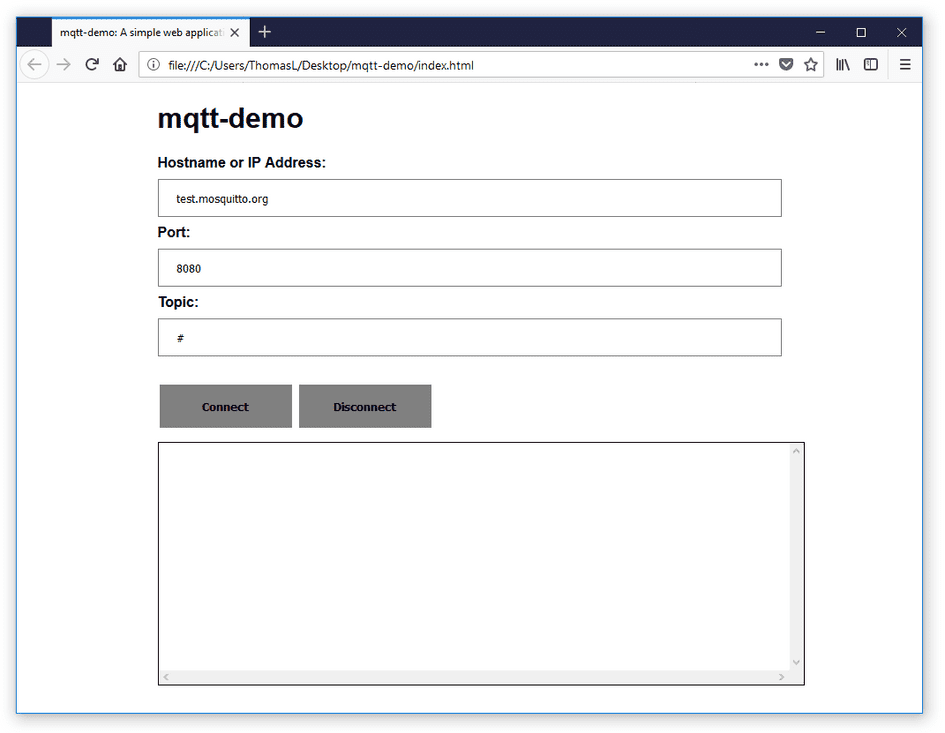 mqtt-demo: A simple web applicati
file:///C:/Users/ThomasL/Desktop/mqtt-demo/index.html
mqtt-demo
Hostname or IP Address:
test.mosquitto.org
Port:
8080
Topic:
#
Connect Disconnect